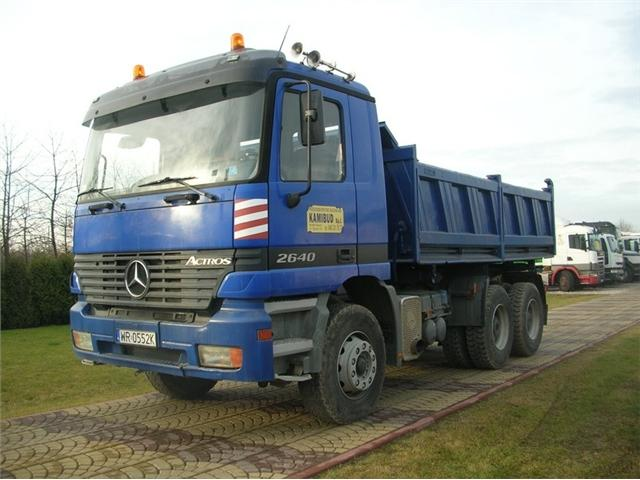 ACTROS
2640
KAMIBUD s.c.
WR·0552K